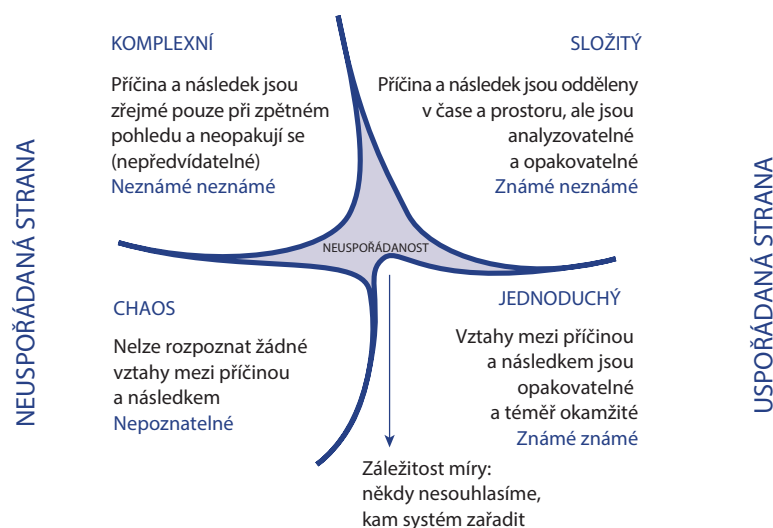 NEUSPOŘÁDANÁ STRANA
KOMPLEXNÍ
Příčina a následek jsou
zřejmé pouze při zpětném
pohledu a neopakují se
(nepředvídatelné)
Neznámé neznámé
SLOŽITÝ
Příčina a následek jsou odděleny
v čase a prostoru, ale jsou
analyzovatelné
a opakovatelné
Známé neznámé
NEUSPOŘÁDANOST
CHAOS
Nelze rozpoznat žádné
vztahy mezi příčinou
a následkem
Nepoznatelné
JEDNODUCHÝ
Vztahy mezi příčinou
a následkem jsou
opakovatelné
a téměř okamžité
Známé známé
Záležitost míry:
někdy nesouhlasíme,
kam systém zařadit
USPOŘÁDANÁ STRANA